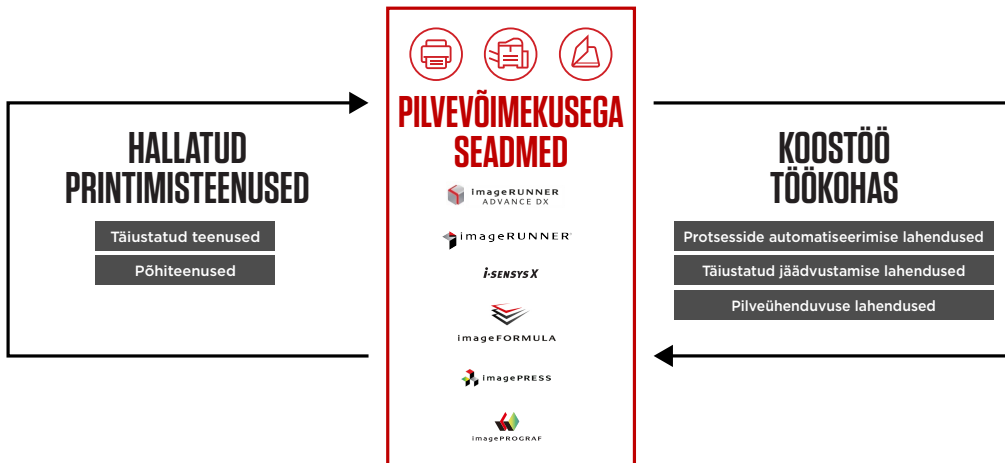 HALLATUD
PRINTIMISTEENUSED
Täiustatud teenused
Põhiteenused
PILVEVÕIMEKUSEGA
SEADMED
imageRUNNER
ADVANCE DX
imageRUNNER
i-SENSYS X
imageFORMULA
imagePRESS
imagePROGRAF
KOOSTÖÖ
TÖÖKOHAS
Protsesside automatiseerimise lahendused
Täiustatud jäädvustamise lahendused
Pilveühenduvuse lahendused